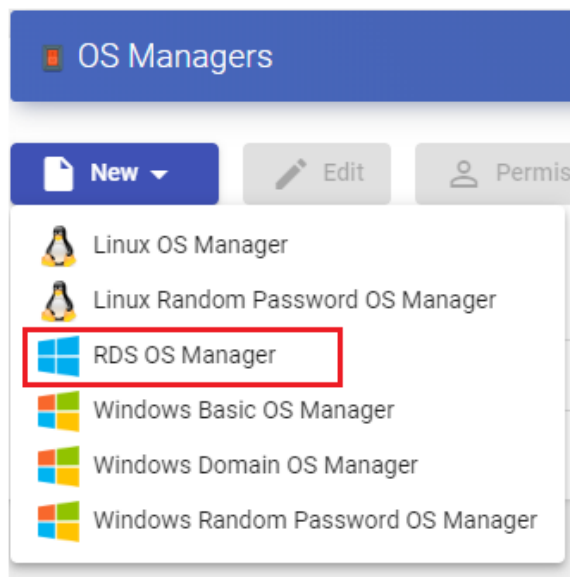 OS Managers
New Edit Permis
Linux OS Manager
Linux Random Password OS Manager
RDS OS Manager
Windows Basic OS Manager
Windows Domain OS Manager
Windows Random Password OS Manager